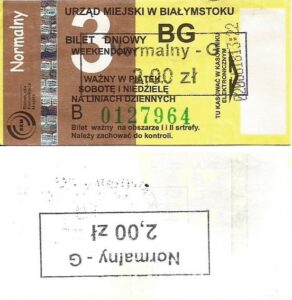 URZĄD MIEJSKI W BIAŁYMSTOKU
Normalny
3
BILET DNIOWY
WEEKENDOWY
BG
Normalny - G
2,00 zł
WAŻNY W PIĄTEK,
SOBOTĘ I NIEDZIELĘ
NA LINIACH DZIENNYCH
B 0127964
Bilet ważny na obszarze I i II strefy.
Należy zachować do kontroli.
TU KASOWAĆ W KASOWNIKU
ELEKTRONICZNYM
Normalny - G
2,00 zł